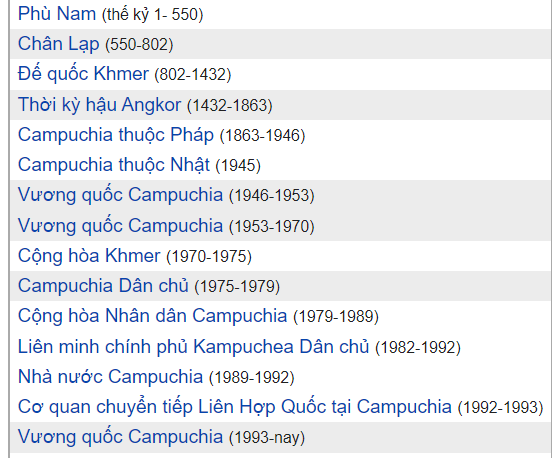 Phù Nam (thế kỷ 1- 550)
Chân Lạp (550-802)
Đế quốc Khmer (802-1432)
Thời kỳ hậu Angkor (1432-1863)
Campuchia thuộc Pháp (1863-1946)
Campuchia thuộc Nhật (1945)
Vương quốc Campuchia (1946-1953)
Vương quốc Campuchia (1953-1970)
Cộng hòa Khmer (1970-1975)
Campuchia Dân chủ (1975-1979)
Cộng hòa Nhân dân Campuchia (1979-1989)
Liên minh chính phủ Kampuchea Dân chủ (1982-1992)
Nhà nước Campuchia (1989-1992)
Cơ quan chuyển tiếp Liên Hợp Quốc tại Campuchia (1992-1993)
Vương quốc Campuchia (1993-nay)